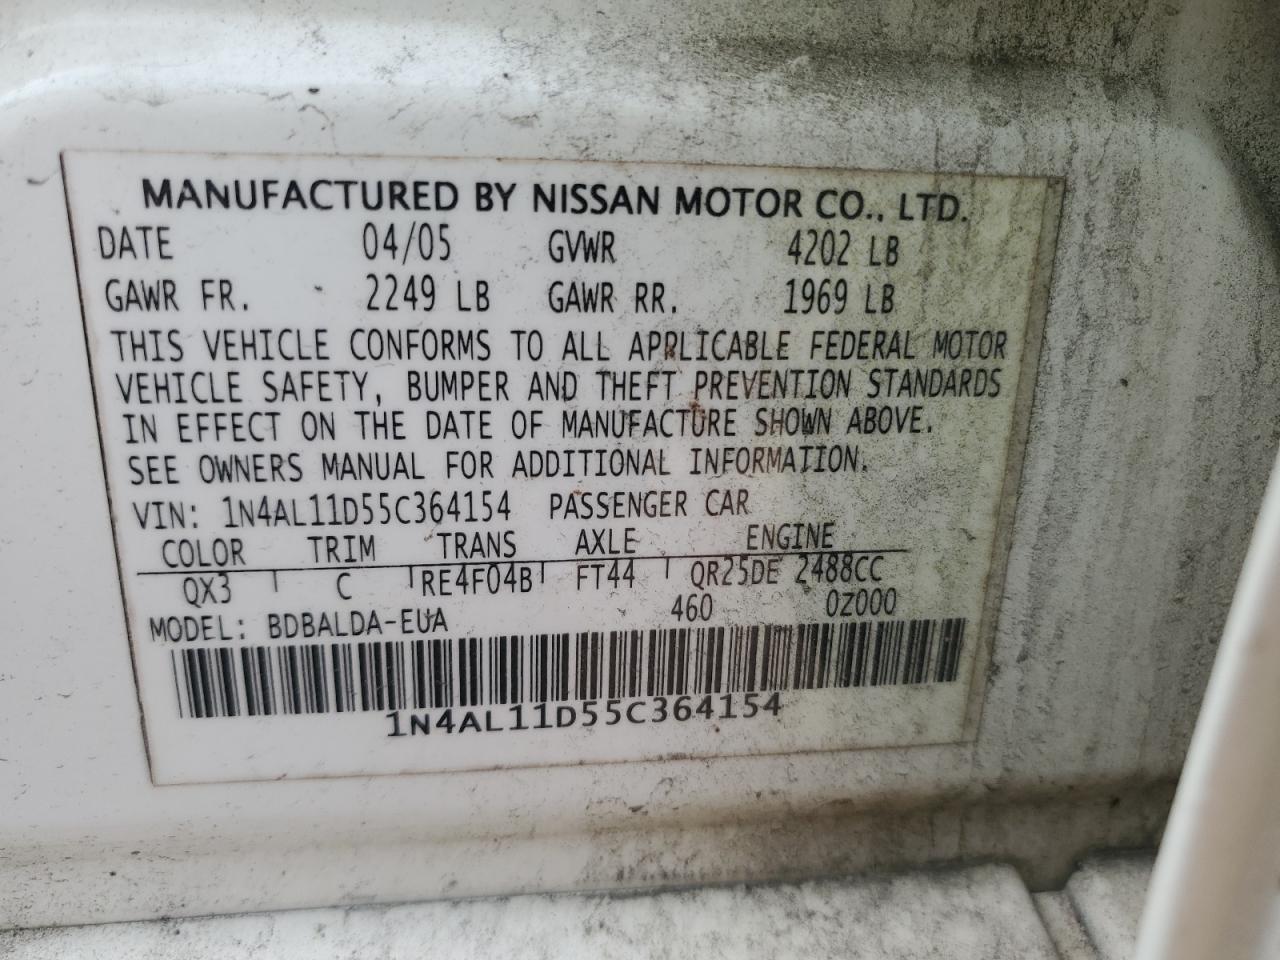 MANUFACTURED BY NISSAN MOTOR CO., LTD.
DATE 04/05 GVWR 4202 LB
GAWR FR. 2249 LB GAWR RR. 1969 LB
THIS VEHICLE CONFORMS TO ALL APPLICABLE FEDERAL MOTOR
VEHICLE SAFETY, BUMPER AND THEFT PREVENTION STANDARDS
IN EFFECT ON THE DATE OF MANUFACTURE SHOWN ABOVE.
SEE OWNERS MANUAL FOR ADDITIONAL INFORMATION.
VIN: 1N4AL11D55C364154 PASSENGER CAR
COLOR TRIM TRANS AXLE ENGINE
QX3 C RE4F04B FT44 QR25DE 2488CC
MODEL: BDBALDA-EUA 460 0Z000
1N4AL11D55C364154